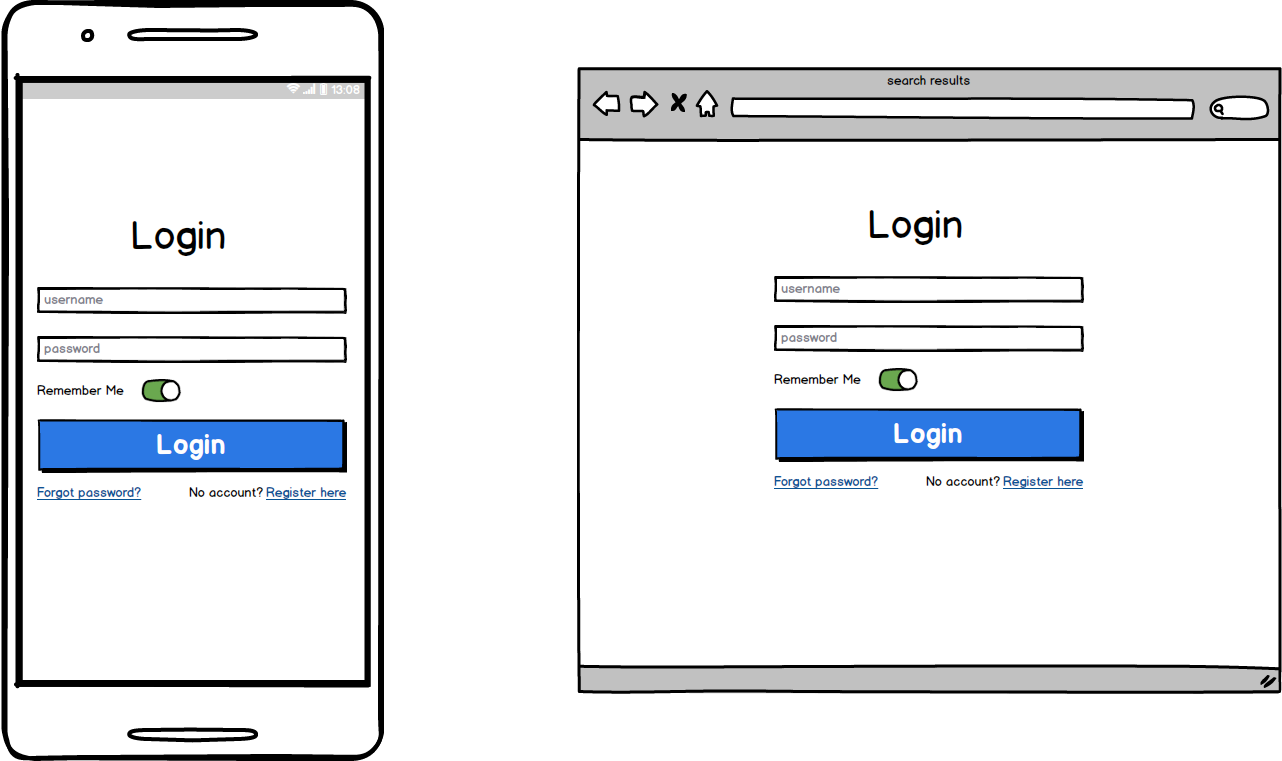 13:08
Login
username
password
Remember Me
Login
Forgot password? No account? Register here
search results
Login
username
password
Remember Me
Login
Forgot password? No account? Register here